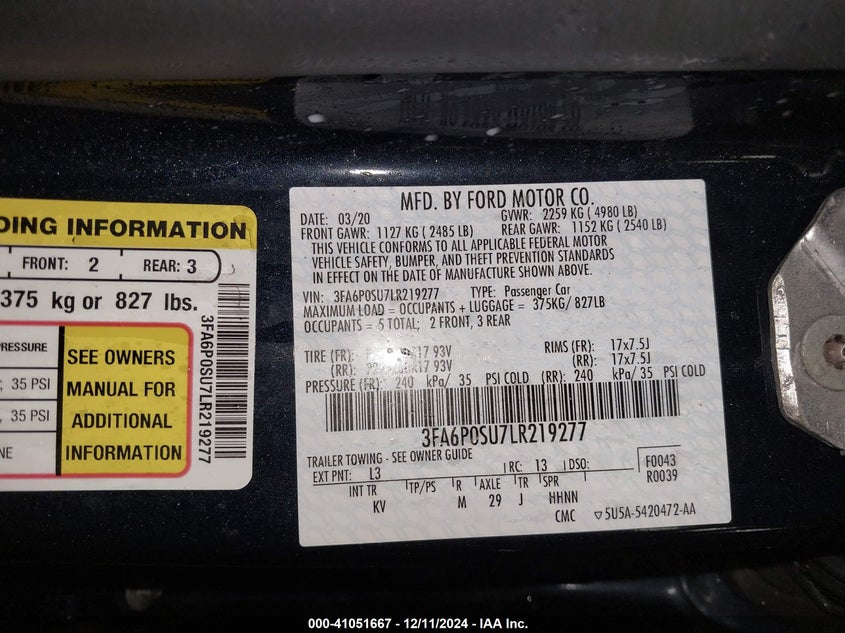 DING INFORMATION
FRONT: 2 REAR: 3
375 kg or 827 lbs.
RESSURE
35 PSI
35 PSI
NE
SEE OWNERS
MANUAL FOR
ADDITIONAL
INFORMATION
3FA6P0SU7LR219277
MFD. BY FORD MOTOR CO.
DATE: 03/20 GVWR: 2259 KG ( 4980 LB)
FRONT GAWR: 1127 KG ( 2485 LB) REAR GAWR: 1152 KG ( 2540 LB)
THIS VEHICLE CONFORMS TO ALL APPLICABLE FEDERAL MOTOR
VEHICLE SAFETY, BUMPER, AND THEFT PREVENTION STANDARDS
IN EFFECT ON THE DATE OF MANUFACTURE SHOWN ABOVE.
VIN: 3FA6P0SU7LR219277 TYPE: Passenger Car
MAXIMUM LOAD = OCCUPANTS + LUGGAGE = 375KG/ 827LB
OCCUPANTS = 5 TOTAL; 2 FRONT, 3 REAR
TIRE (FR): R17 93V RIMS (FR): 17x7.5J
(RR): R17 93V (RR): 17x7.5J
PRESSURE (FR): 240 kPa/ 35 PSI COLD (RR): 240 kPa/ 35 PSI COLD
3FA6P0SU7LR219277
TRAILER TOWING - SEE OWNER GUIDE
EXT PNT: L3 RC: 13 DSO: F0043
R0039
INT TR TP/PS R AXLE TR SPR
KV M 29 J HHNN
CMC ▽5U5A-5420472-AA
000-41051667 - 12/11/2024 - IAA Inc.